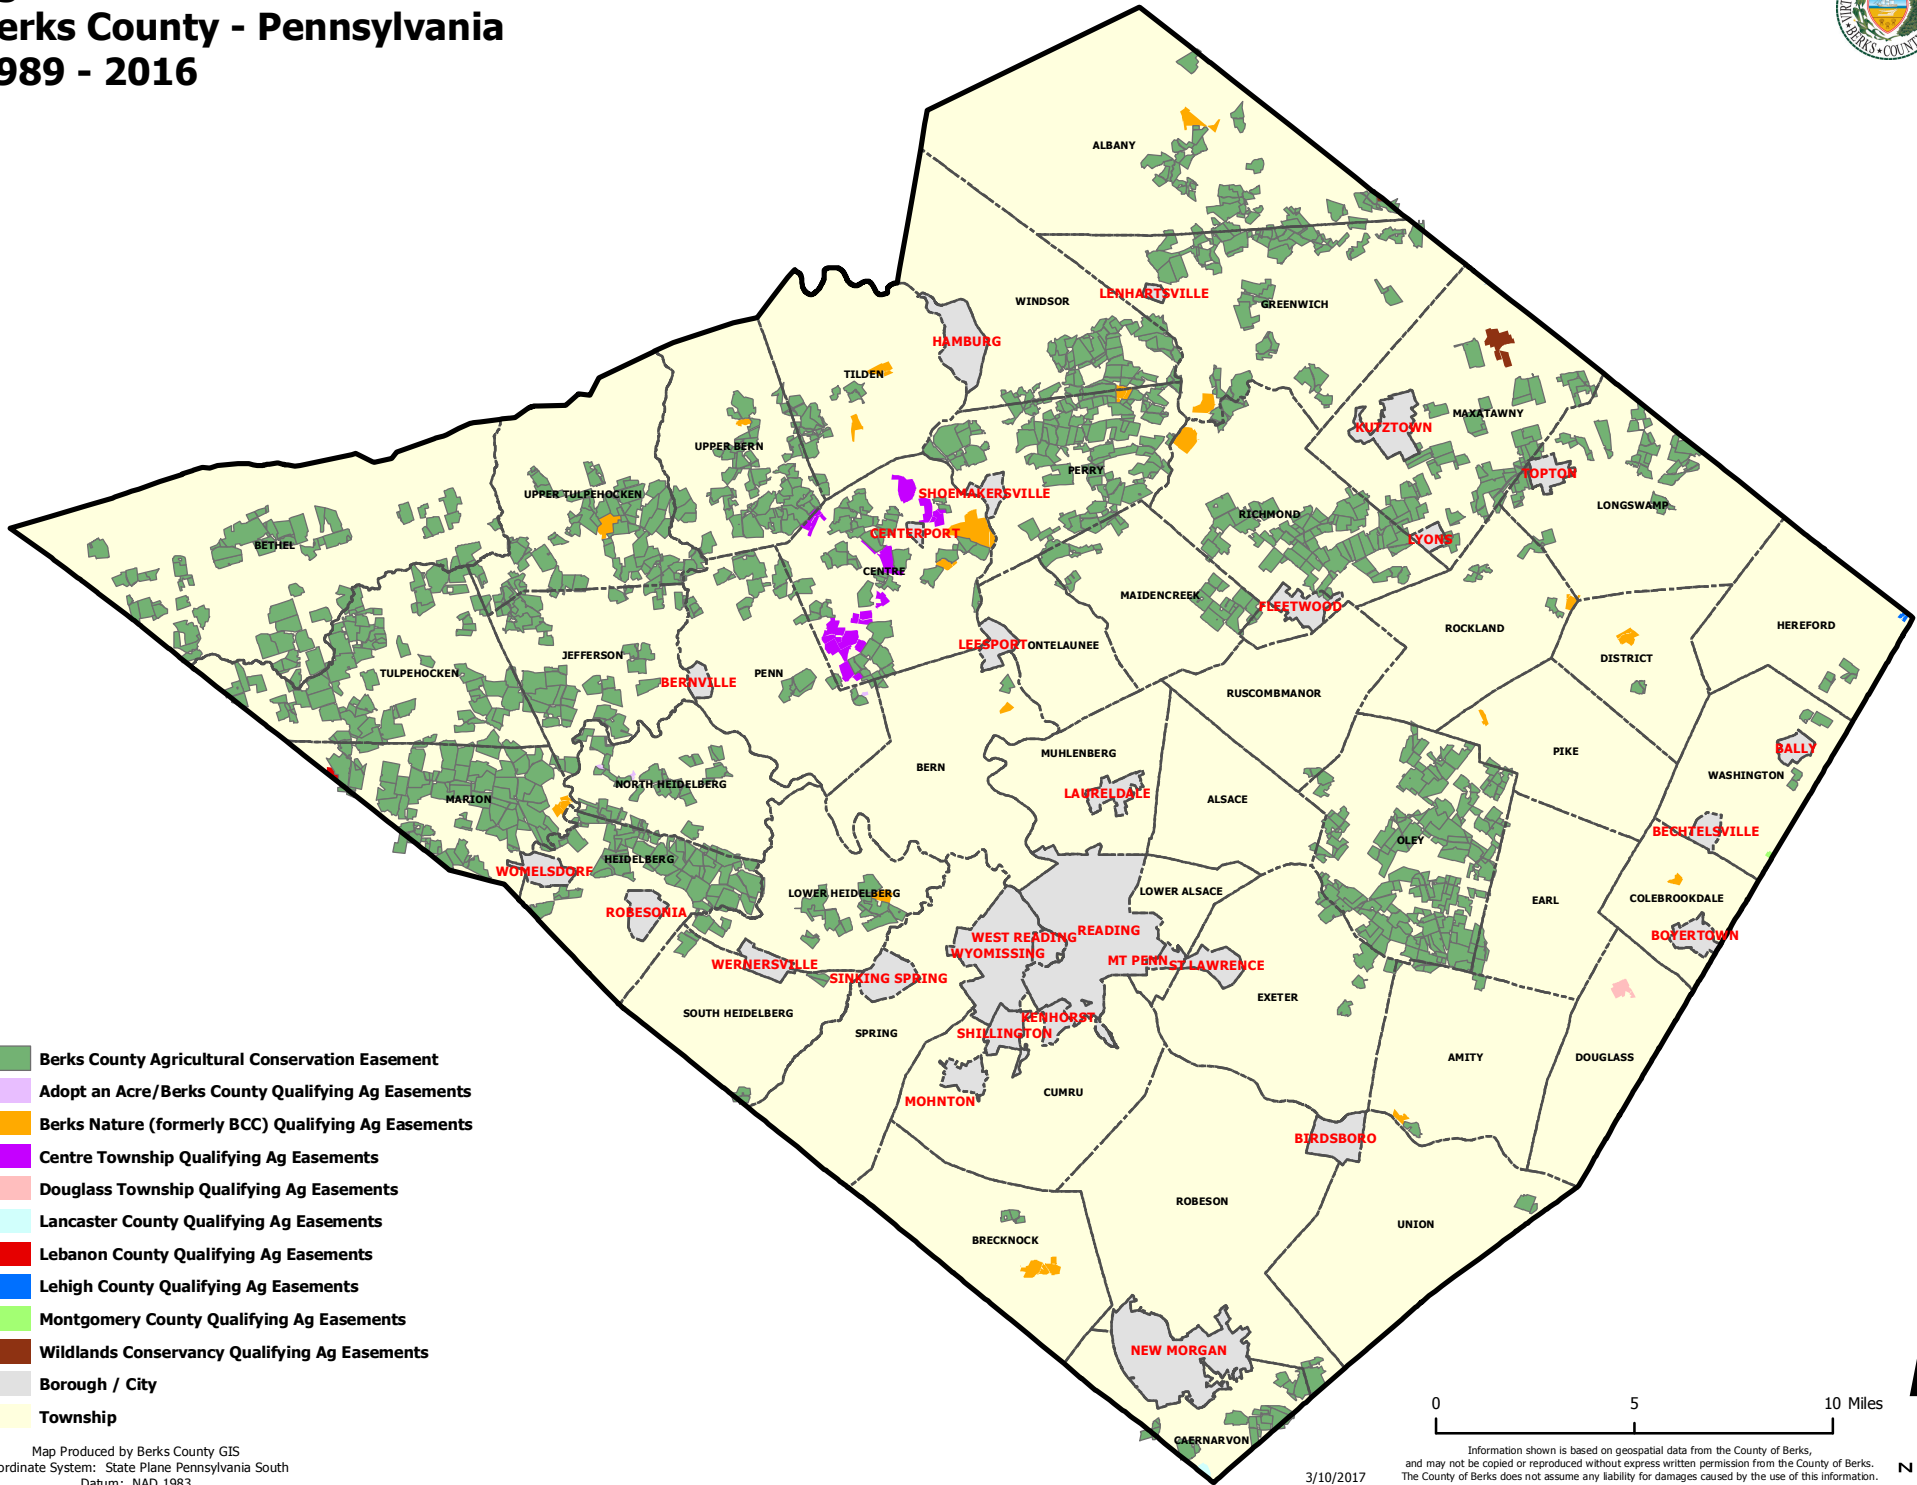 erks County - Pennsylvania
989 - 2016
BERKS COUNT
ALBANY
WINDSOR
LENHARTSVILLE
GREENWICH
HAMBURG
TILDEN
MAXATAWNY
KUTZTOWN
UPPER BERN
PERRY
TOPTON
UPPER TULPEHOCKEN
SHOEMAKERSVILLE
LONGSWAMP
RICHMOND
CENTERPORT
LYONS
BETHEL
CENTRE
MAIDENCREEK
FLEETWOOD
HEREFORD
ROCKLAND
LEESPORT
ONTELAUNEE
JEFFERSON
DISTRICT
TULPEHOCKEN
PENN
BERNVILLE
RUSCOMBMANOR
BALLY
MUHLENBERG
PIKE
BERN
WASHINGTON
NORTH HEIDELBERG
LAURELDALE
ALSACE
MARION
BECHTELSVILLE
OLEY
HEIDELBERG
WOMELSDORF
LOWER HEIDELBERG
LOWER ALSACE
EARL
COLEBROOKDALE
ROBESONIA
READING
WEST READING
BOYERTOWN
WYOMISSING
MT PENN
ST LAWRENCE
WERNERSVILLE
SINKING SPRING
EXETER
SOUTH HEIDELBERG
KENHORST
SPRING
SHILLINGTON
AMITY
DOUGLASS
CUMRU
MOHNTON
BIRDSBORO
ROBESON
UNION
BRECKNOCK
NEW MORGAN
CAERNARVON
Berks County Agricultural Conservation Easement
Adopt an Acre/Berks County Qualifying Ag Easements
Berks Nature (formerly BCC) Qualifying Ag Easements
Centre Township Qualifying Ag Easements
Douglass Township Qualifying Ag Easements
Lancaster County Qualifying Ag Easements
Lebanon County Qualifying Ag Easements
Lehigh County Qualifying Ag Easements
Montgomery County Qualifying Ag Easements
Wildlands Conservancy Qualifying Ag Easements
Borough / City
Township
Map Produced by Berks County GIS
ordinate System: State Plane Pennsylvania South
Datum: NAD 1983
0 5 10 Miles
Information shown is based on geospatial data from the County of Berks,
and may not be copied or reproduced without express written permission from the County of Berks.
3/10/2017 The County of Berks does not assume any liability for damages caused by the use of this information.
N